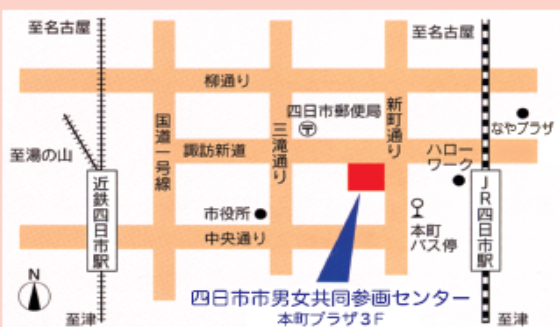 至名古屋
至名古屋
柳通り
四日市郵便局
〒
新町通り
なやプラザ
国道一号線
三滝通り
諏訪新道
至湯の山
ハロー
ワーク
近鉄四日市駅
JR四日市駅
市役所
中央通り
本町
バス停
N
四日市市男女共同参画センター
本町プラザ3F
至津
至津